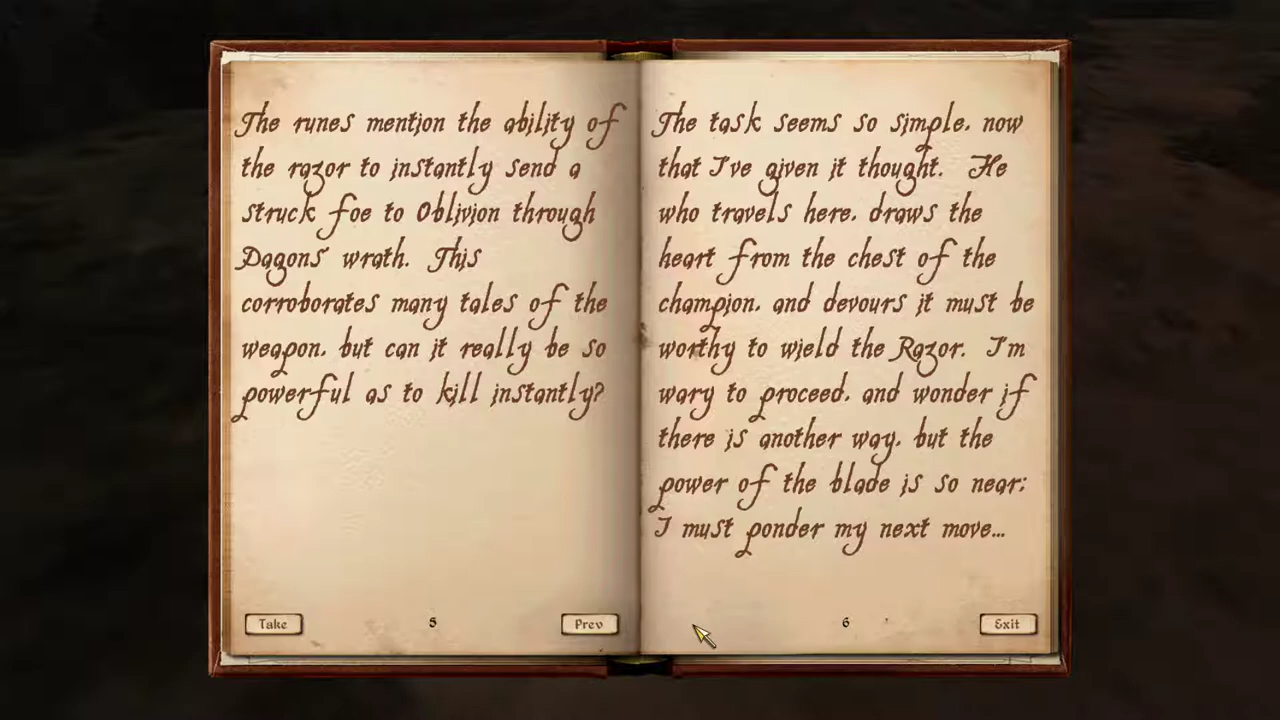 The runes mention the ability of
the razor to instantly send a
struck foe to Oblivion through
Dagons' wrath. This
corroborates many tales of the
weapon, but can it really be so
powerful as to kill instantly?
Take
5
Prev
The task seems so simple, now
that I've given it thought. He
who travels here, draws the
heart from the chest of the
champion, and devours it must be
worthy to wield the Razor. I'm
wary to proceed, and wonder if
there is another way, but the
power of the blade is so near;
I must ponder my next move...
6
Exit